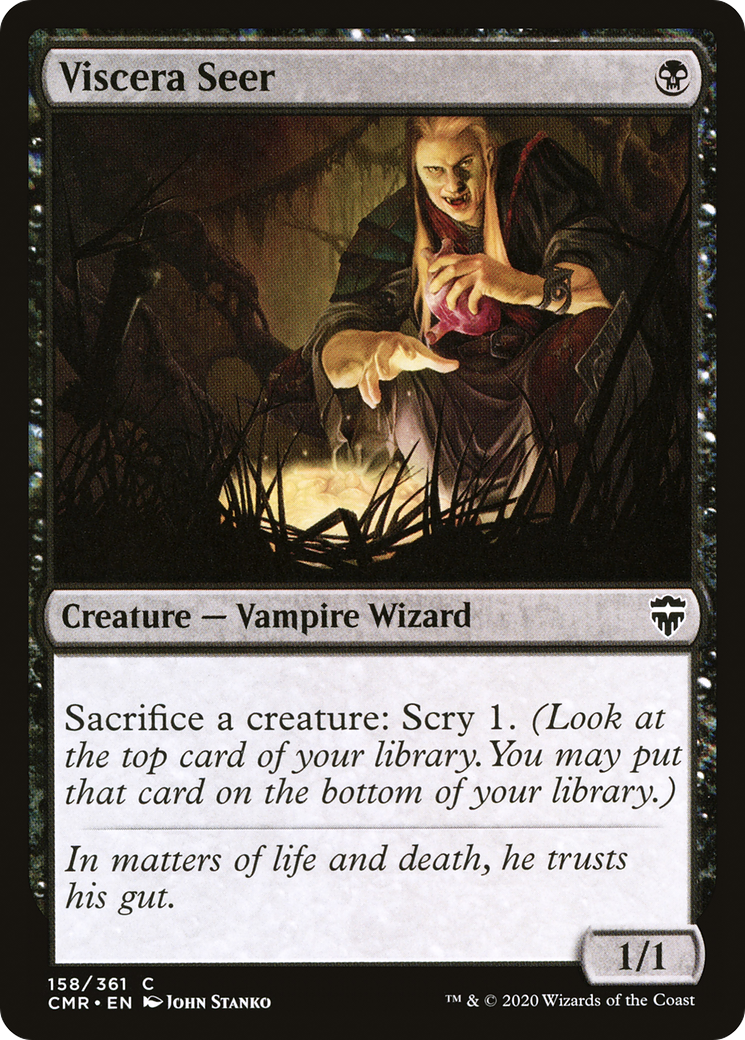 Viscera Seer
Creature — Vampire Wizard
Sacrifice a creature: Scry 1. (Look at
the top card of your library. You may put
that card on the bottom of your library.)
In matters of life and death, he trusts
his gut.
1/1
158/361 C
CMR • EN John Stanko
™ & © 2020 Wizards of the Coast